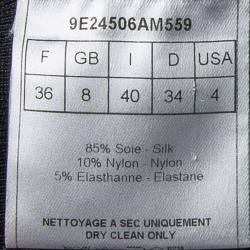 9E24506AM559
F GB I D USA
36 8 40 34 4
85% Soie - Silk
10% Nylon - Nylon
5% Elasthanne - Elastane
NETTOYAGE A SEC UNIQUEMENT
DRY CLEAN ONLY